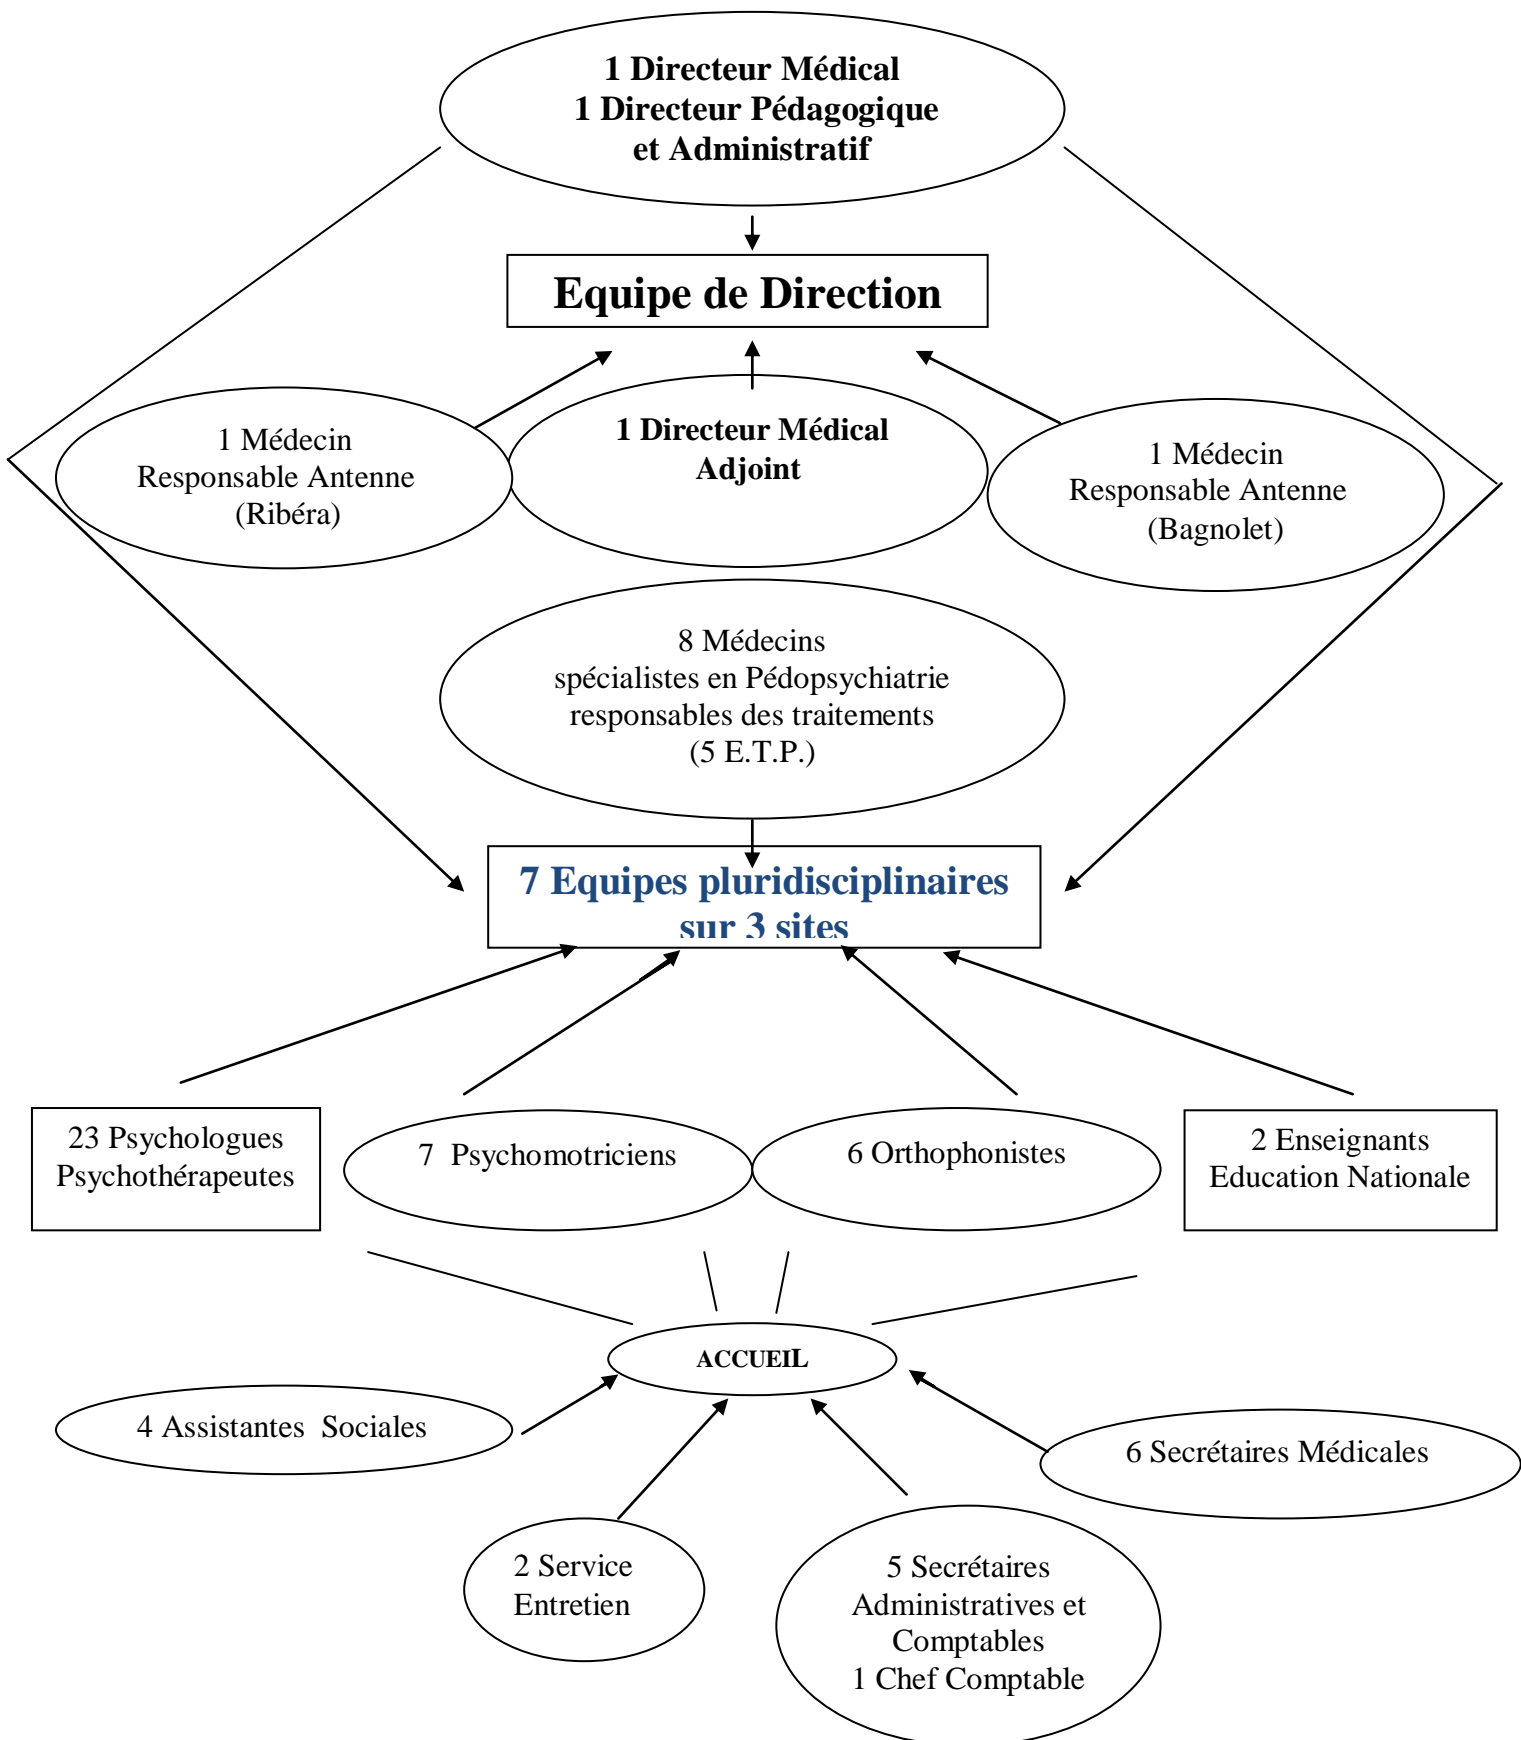 1 Directeur Médical
1 Directeur Pédagogique
et Administratif
Equipe de Direction
1 Médecin
Responsable Antenne
(Ribéra)
1 Directeur Médical
Adjoint
1 Médecin
Responsable Antenne
(Bagnolet)
8 Médecins
spécialistes en Pédopsychiatrie
responsables des traitements
(5 E.T.P.)
7 Equipes pluridisciplinaires
sur 3 sites
23 Psychologues
Psychothérapeutes
7 Psychomotriciens
6 Orthophonistes
2 Enseignants
Education Nationale
ACCUEIL
4 Assistantes Sociales
6 Secrétaires Médicales
2 Service
Entretien
5 Secrétaires
Administratives et
Comptables
1 Chef Comptable